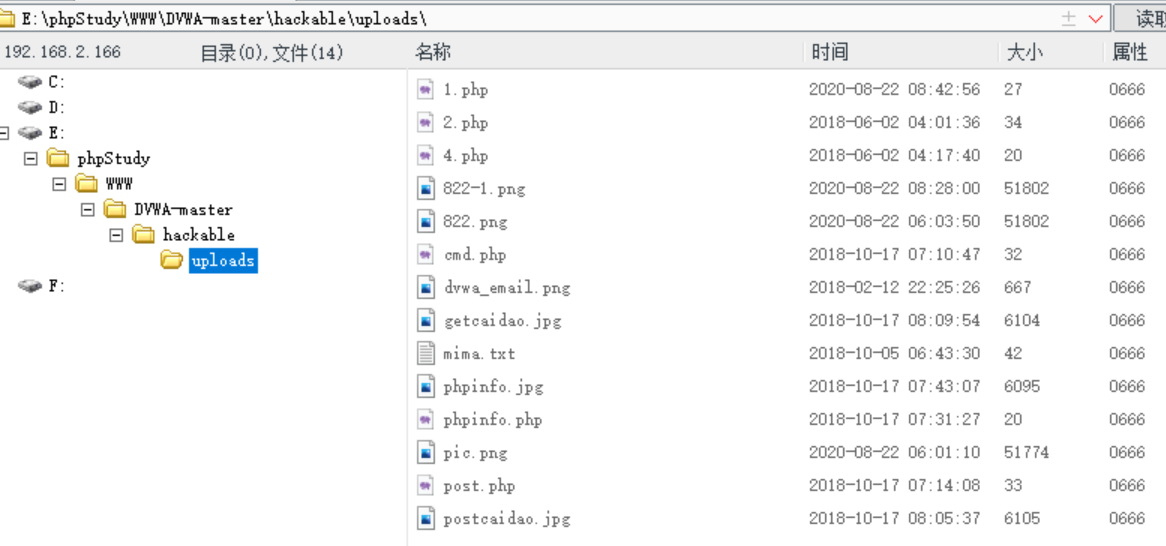 E:\phpStudy\WWW\DVWA-master\hackable\uploads\ 读取
192.168.2.166 目录(0),文件(14) 名称 时间 大小 属性
C:
D:
E:
phpStudy
WWW
DVWA-master
hackable
uploads
F:
1.php 2020-08-22 08:42:56 27 0666
2.php 2018-06-02 04:01:36 34 0666
4.php 2018-06-02 04:17:40 20 0666
822-1.png 2020-08-22 08:28:00 51802 0666
822.png 2020-08-22 06:03:50 51802 0666
cmd.php 2018-10-17 07:10:47 32 0666
dvwa_email.png 2018-02-12 22:25:26 667 0666
getcaidao.jpg 2018-10-17 08:09:54 6104 0666
mima.txt 2018-10-05 06:43:30 42 0666
phpinfo.jpg 2018-10-17 07:43:07 6095 0666
phpinfo.php 2018-10-17 07:31:27 20 0666
pic.png 2020-08-22 06:01:10 51774 0666
post.php 2018-10-17 07:14:08 33 0666
postcaidao.jpg 2018-10-17 08:05:37 6105 0666